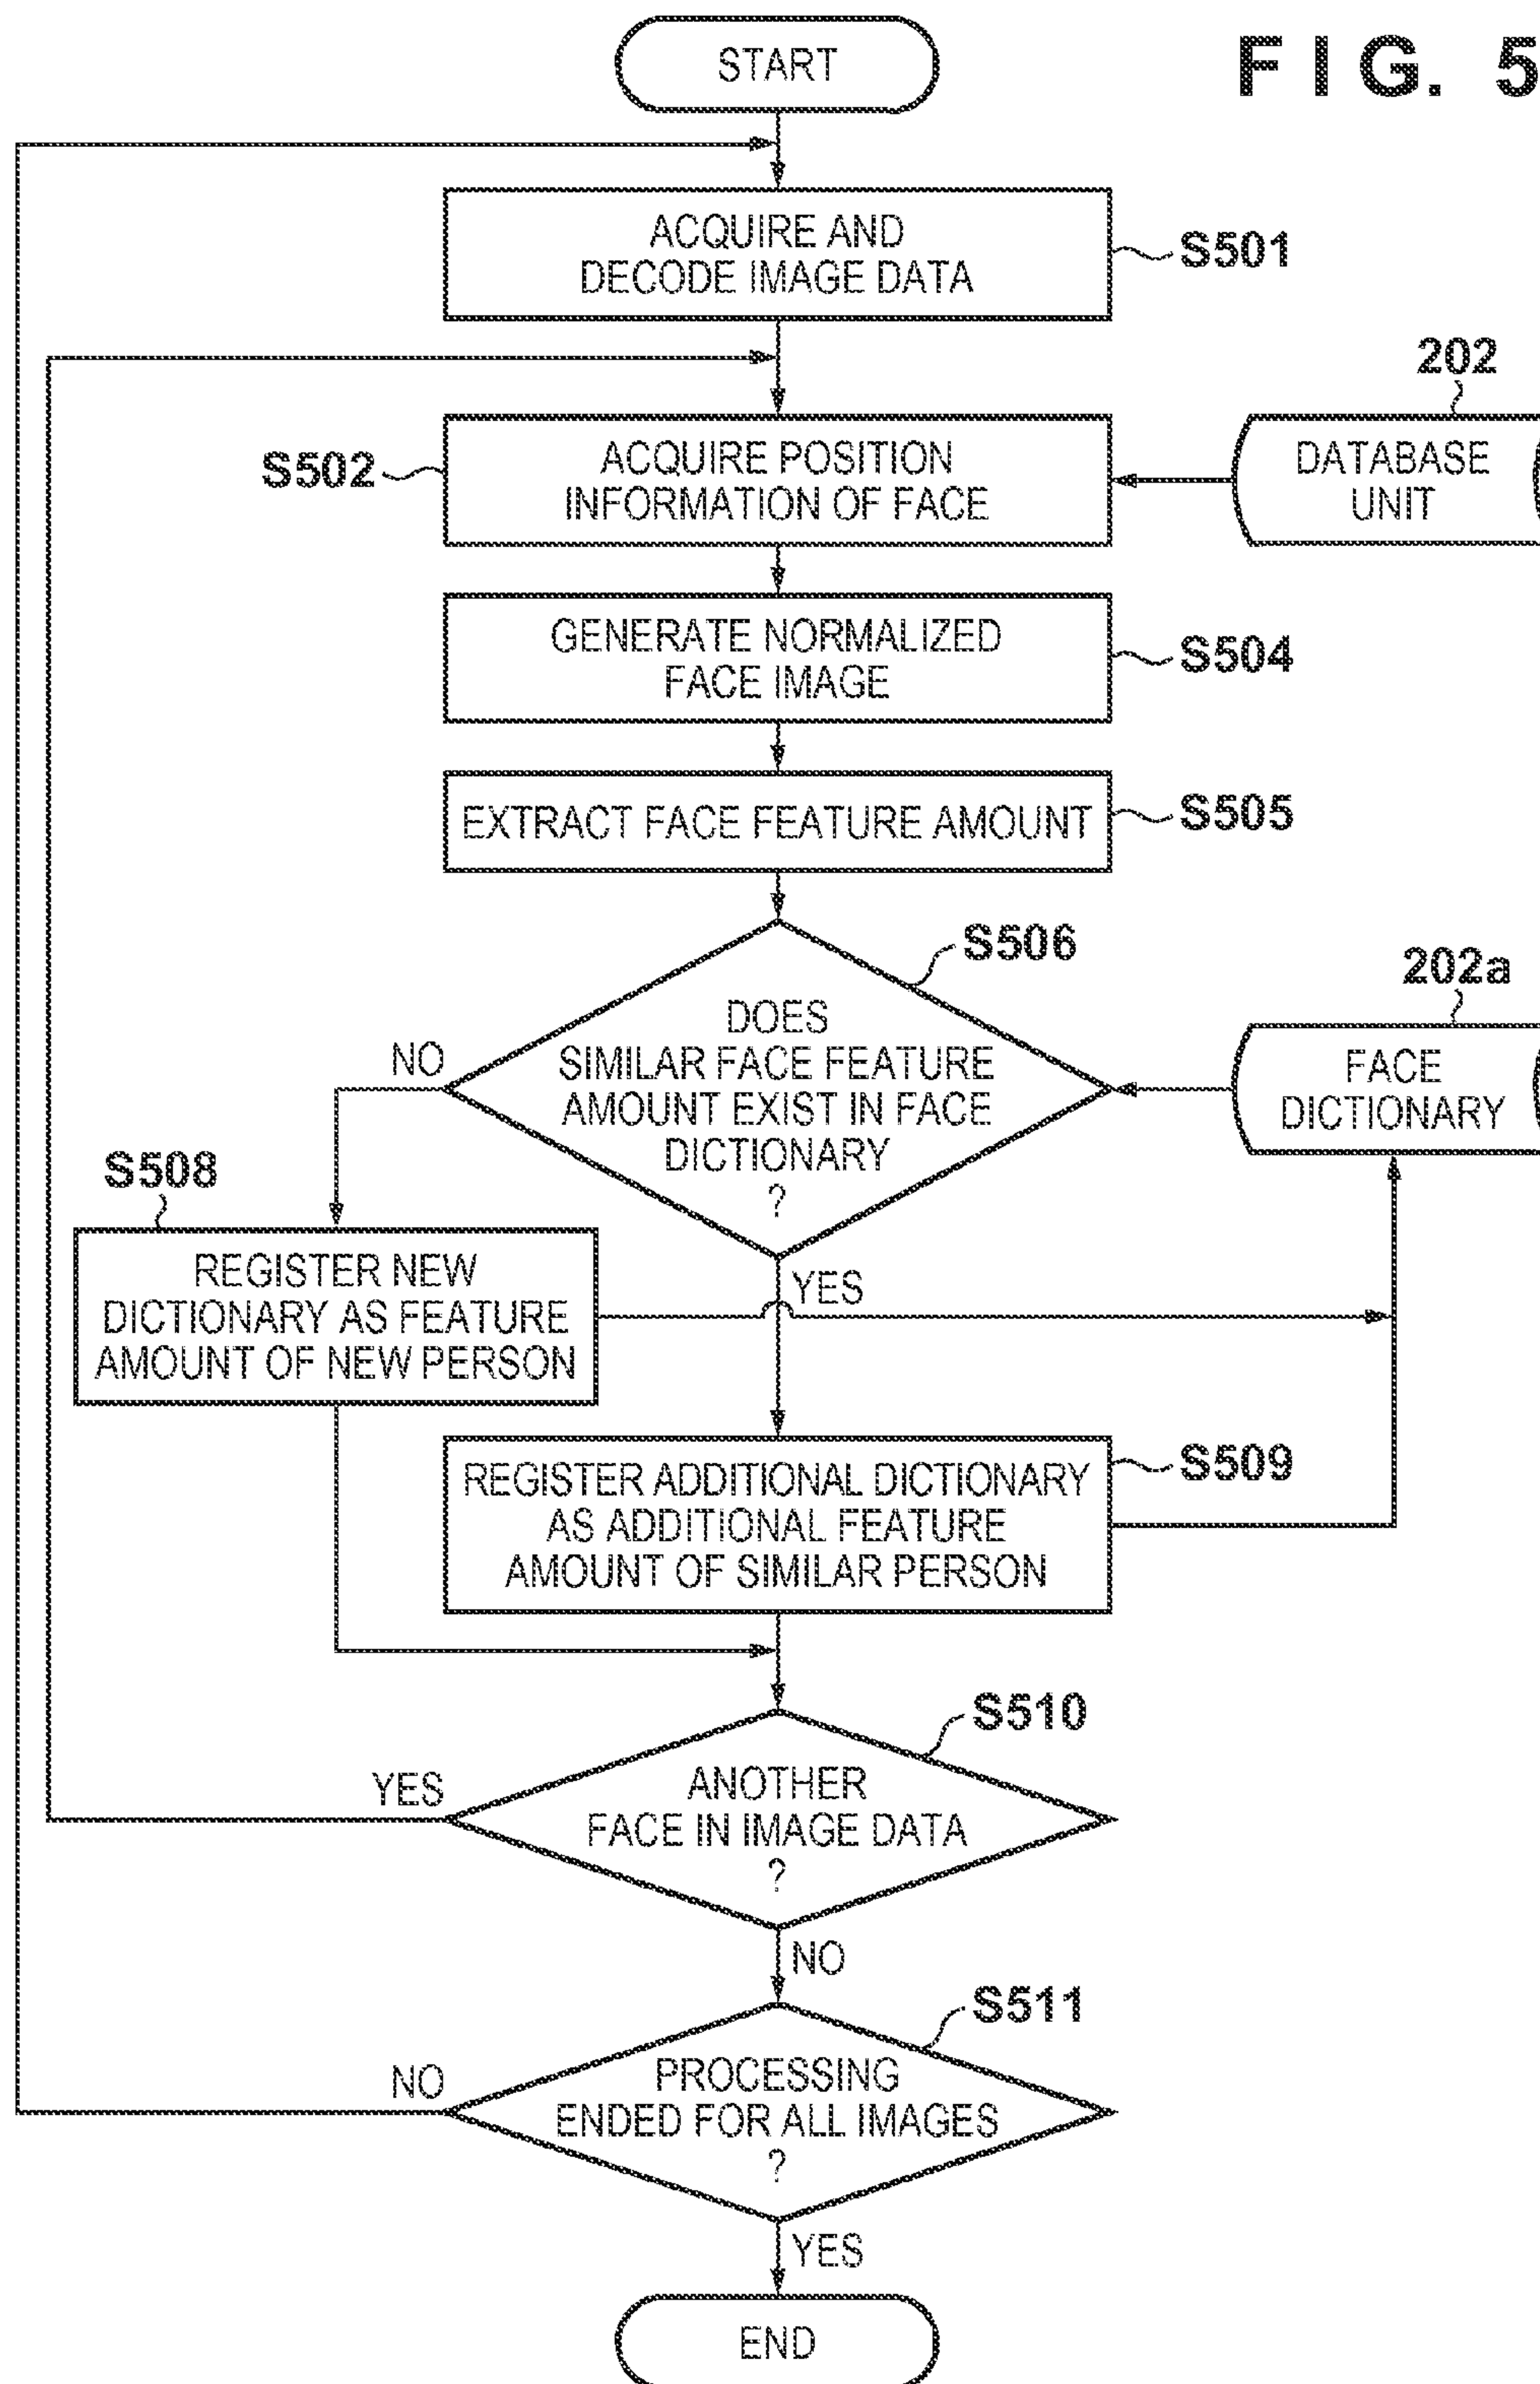 START
FIG. 5
ACQUIRE AND
DECODE IMAGE DATA
S501
202
S502
ACQUIRE POSITION
INFORMATION OF FACE
DATABASE
UNIT
GENERATE NORMALIZED
FACE IMAGE
S504
EXTRACT FACE FEATURE AMOUNT
S505
S506
202a
DOES
SIMILAR FACE FEATURE
AMOUNT EXIST IN FACE
DICTIONARY
?
NO
FACE
DICTIONARY
S508
REGISTER NEW
DICTIONARY AS FEATURE
AMOUNT OF NEW PERSON
YES
REGISTER ADDITIONAL DICTIONARY
AS ADDITIONAL FEATURE
AMOUNT OF SIMILAR PERSON
S509
S510
YES
ANOTHER
FACE IN IMAGE DATA
?
NO
S511
NO
PROCESSING
ENDED FOR ALL IMAGES
?
YES
END